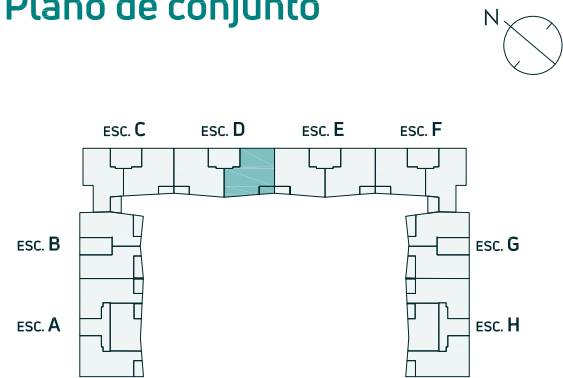 Plano de conjunto
N
ESC. C
ESC. D
ESC. E
ESC. F
ESC. B
ESC. G
ESC. A
ESC. H